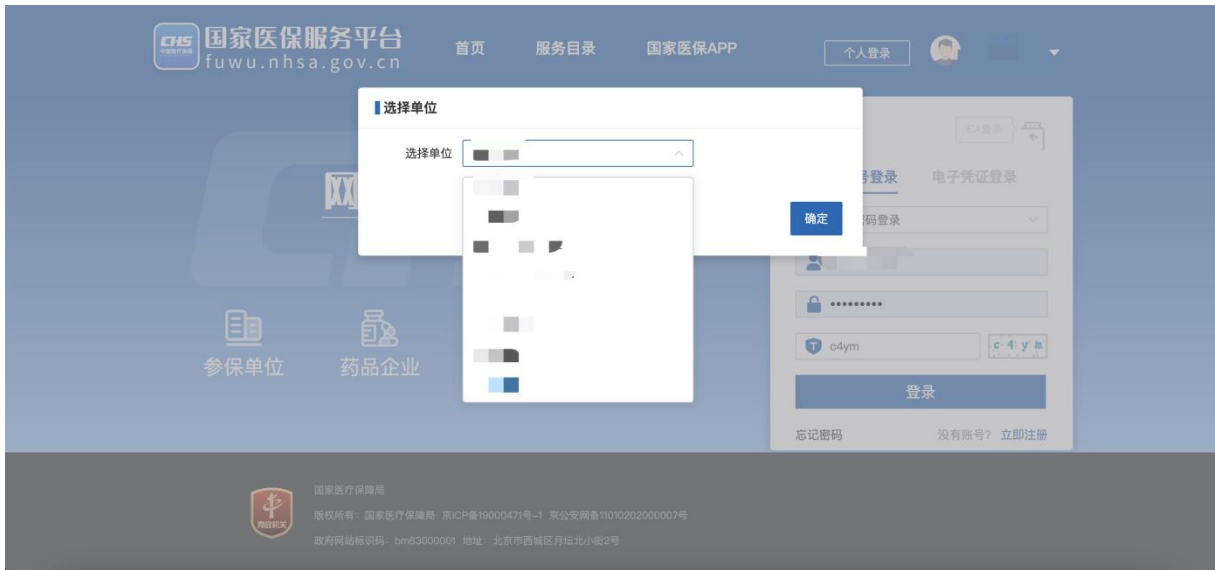 CHS
国家医保服务平台
fuwu.nhsa.gov.cn
首页 服务目录 国家医保APP 个人登录
选择单位
选择单位
确定
CA登录
号登录 电子凭证登录
码登录
•••••••••
c4ym
c 4 y m
登录
忘记密码 没有账号？ 立即注册
网
参保单位 药品企业
党政机关
国家医疗保障局
版权所有：国家医疗保障局 京ICP备19000471号-1 京公安网备11010202000007号
政府网站标识码：bm83000001 地址：北京市西城区月坛北小街2号